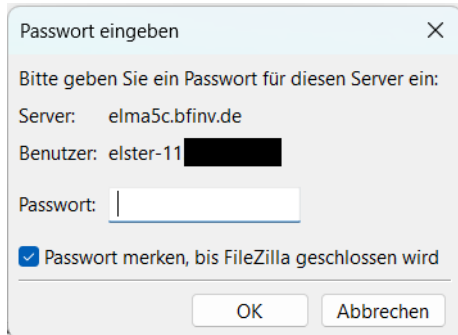 Passwort eingeben
Bitte geben Sie ein Passwort für diesen Server ein:
Server: elma5c.bfinv.de
Benutzer: elster-11
Passwort:
Passwort merken, bis FileZilla geschlossen wird
OK Abbrechen